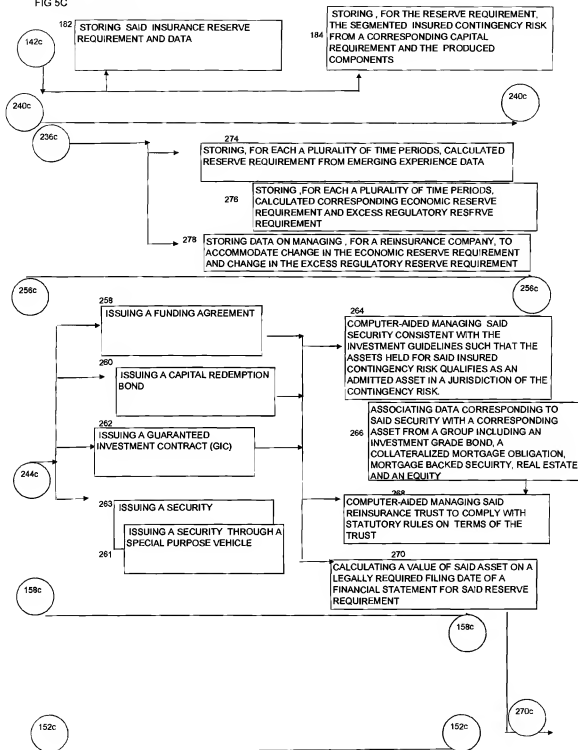 FIG 5C
182
STORING SAID INSURANCE RESERVE
REQUIREMENT AND DATA
STORING , FOR THE RESERVE REQUIREMENT,
THE SEGMENTED INSURED CONTINGENCY RISK
184 FROM A CORRESPONDING CAPITAL
REQUIREMENT AND THE PRODUCED
COMPONENTS
142c
240c
240c
236c
274
STORING, FOR EACH A PLURALITY OF TIME PERIODS, CALCULATED
RESERVE REQUIREMENT FROM EMERGING EXPERIENCE DATA
STORING ,FOR EACH A PLURALITY OF TIME PERIODS,
276 CALCULATED CORRESPONDING ECONOMIC RESERVE
REQUIREMENT AND EXCESS REGULATORY RESFRVE
REQUIREMENT
278 STORING DATA ON MANAGING , FOR A REINSURANCE COMPANY, TO
ACCOMMODATE CHANGE IN THE ECONOMIC RESERVE REQUIREMENT
AND CHANGE IN THE EXCESS REGULATORY RESERVE REQUIREMENT
256c
256c
258
ISSUING A FUNDING AGREEMENT
260
ISSUING A CAPITAL REDEMPTION
BOND
262
ISSUING A GUARANTEED
INVESTMENT CONTRACT (GIC)
244c
263 ISSUING A SECURITY
261 ISSUING A SECURITY THROUGH A
SPECIAL PURPOSE VEHICLE
264
COMPUTER-AIDED MANAGING SAID
SECURITY CONSISTENT WITH THE
INVESTMENT GUIDELINES SUCH THAT THE
ASSETS HELD FOR SAID INSURED
CONTINGENCY RISK QUALIFIES AS AN
ADMITTED ASSET IN A JURISDICTION OF THE
CONTINGENCY RISK.
ASSOCIATING DATA CORRESPONDING TO
SAID SECURITY WITH A CORRESPONDING
266 ASSET FROM A GROUP INCLUDING AN
INVESTMENT GRADE BOND, A
COLLATERALIZED MORTGAGE OBLIGATION,
MORTGAGE BACKED SECUIRTY, REAL ESTATE
AND AN EQUITY
268
COMPUTER-AIDED MANAGING SAID
REINSURANCE TRUST TO COMPLY WITH
STATUTORY RULES ON TERMS OF THE
TRUST
270
CALCULATING A VALUE OF SAID ASSET ON A
LEGALLY REQUIRED FILING DATE OF A
FINANCIAL STATEMENT FOR SAID RESERVE
REQUIREMENT
158c
158c
270c
152c
152c